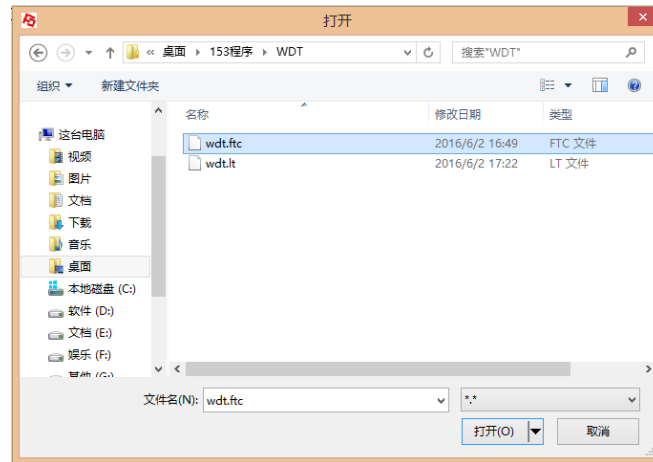 打开
« 桌面 › 153程序 › WDT
搜索"WDT"
组织
新建文件夹
名称
修改日期
类型
wdt.ftc
2016/6/2 16:49
FTC 文件
wdt.lt
2016/6/2 17:22
LT 文件
这台电脑
视频
图片
文档
下载
音乐
桌面
本地磁盘 (C:)
软件 (D:)
文档 (E:)
娱乐 (F:)
其他 (G:)
文件名(N):
wdt.ftc
*.*
打开(O)
取消